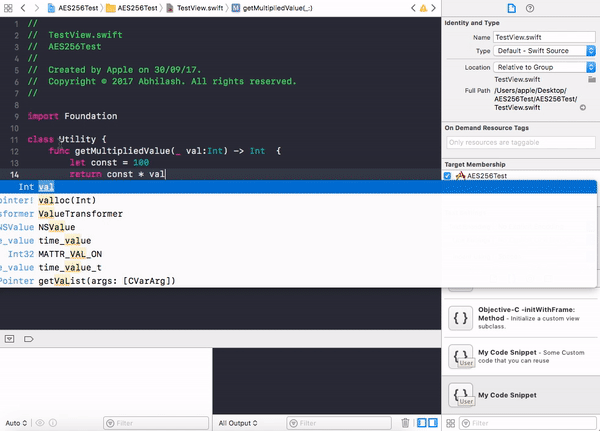 AES256Test
AES256Test
TestView.swift
getMultipliedValue(_:)
1 //
2 // TestView.swift
3 // AES256Test
4 //
5 // Created by Apple on 30/09/17.
6 // Copyright © 2017 Abhilash. All rights reserved.
7 //
8
9 import Foundation
10
11 class Utility {
12 func getMultipliedValue(_ val:Int) -> Int {
13 let const = 100
14 return const * val
Int val
pointer! valloc(Int)
sformer ValueTransformer
NSValue NSValue
e_value time_value
Int32 MATTR_VAL_ON
e_value time_value_t
Pointer getVaList(args: [CVarArg])
Auto
Filter
All Output
Filter
Identity and Type
Name TestView.swift
Type Default - Swift Source
Location Relative to Group
TestView.swift
Full Path /Users/apple/Desktop/
AES256Test/AES256Test/
TestView.swift
On Demand Resource Tags
Only resources are taggable
Target Membership
AES256Test
Objective-C -initWithFrame:
Method - Initialize a custom view
subclass.
{ }
My Code Snippet - Some Custom
code that you can reuse
{ }
User
My Code Snippet
{ }
User
Filter